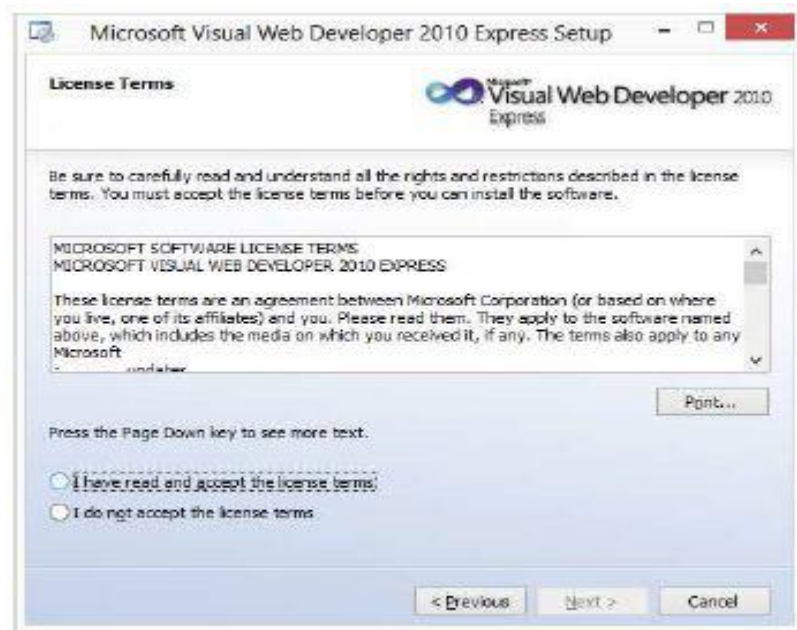 Microsoft Visual Web Developer 2010 Express Setup
License Terms
Microsoft
Visual Web Developer 2010
Express
Be sure to carefully read and understand all the rights and restrictions described in the license
terms. You must accept the license terms before you can install the software.
MICROSOFT SOFTWARE LICENSE TERMS
MICROSOFT VISUAL WEB DEVELOPER 2010 EXPRESS
These license terms are an agreement between Microsoft Corporation (or based on where
you live, one of its affiliates) and you. Please read them. They apply to the software named
above, which includes the media on which you received it, if any. The terms also apply to any
Microsoft
updates
Print...
Press the Page Down key to see more text.
I have read and accept the license terms
I do not accept the license terms
< Previous
Next >
Cancel